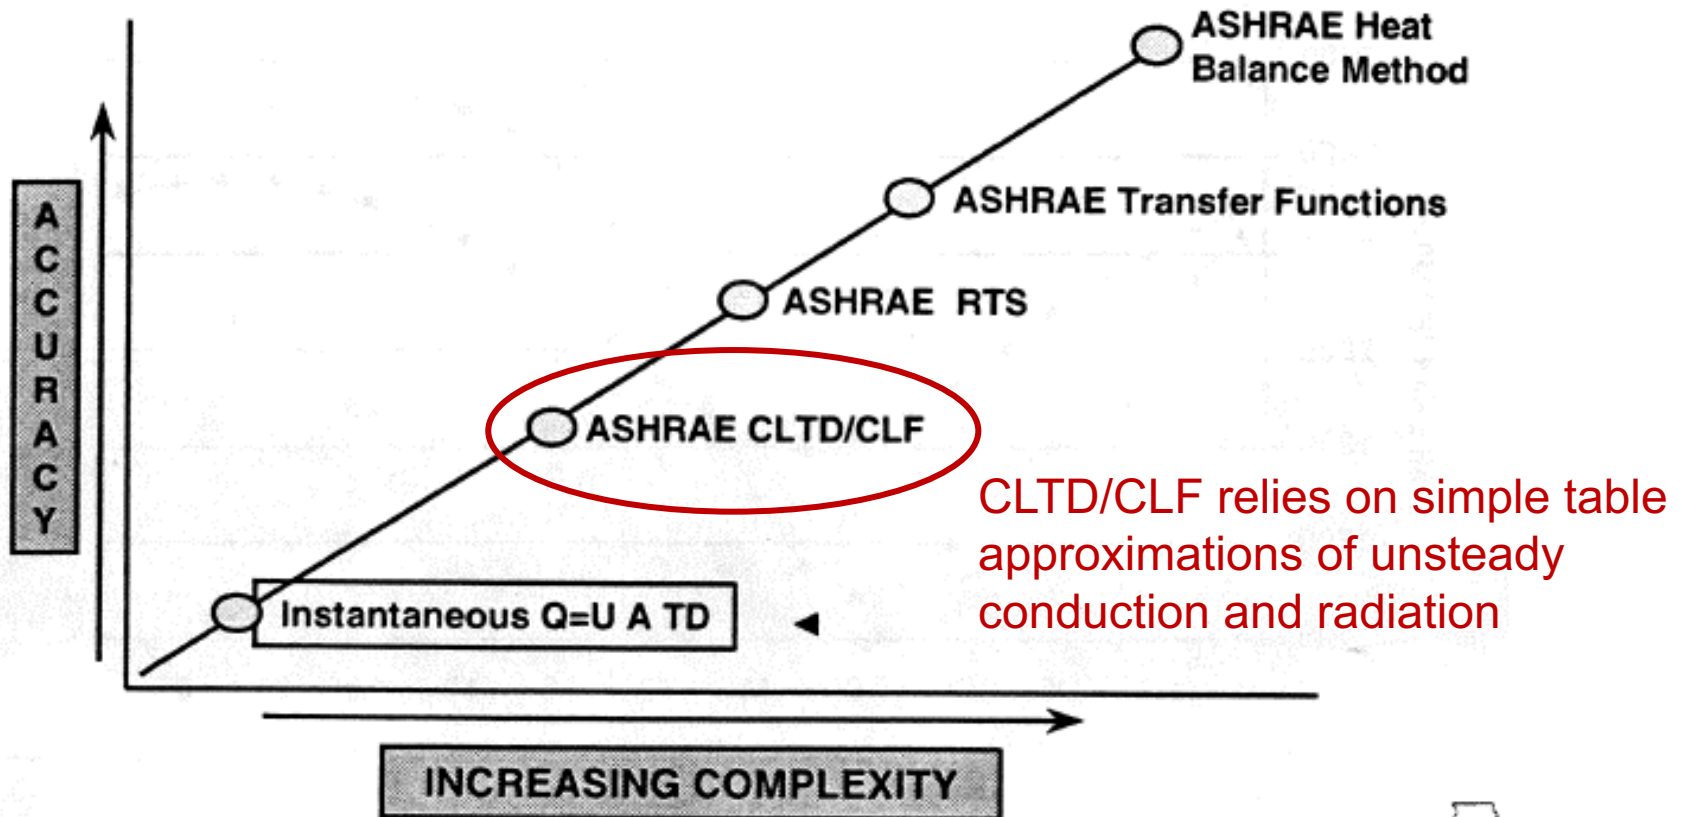 ASHRAE Heat
Balance Method
ASHRAE Transfer Functions
ASHRAE RTS
ASHRAE CLTD/CLF
CLTD/CLF relies on simple table
approximations of unsteady
conduction and radiation
Instantaneous Q=U A TD
ACCURACY
INCREASING COMPLEXITY